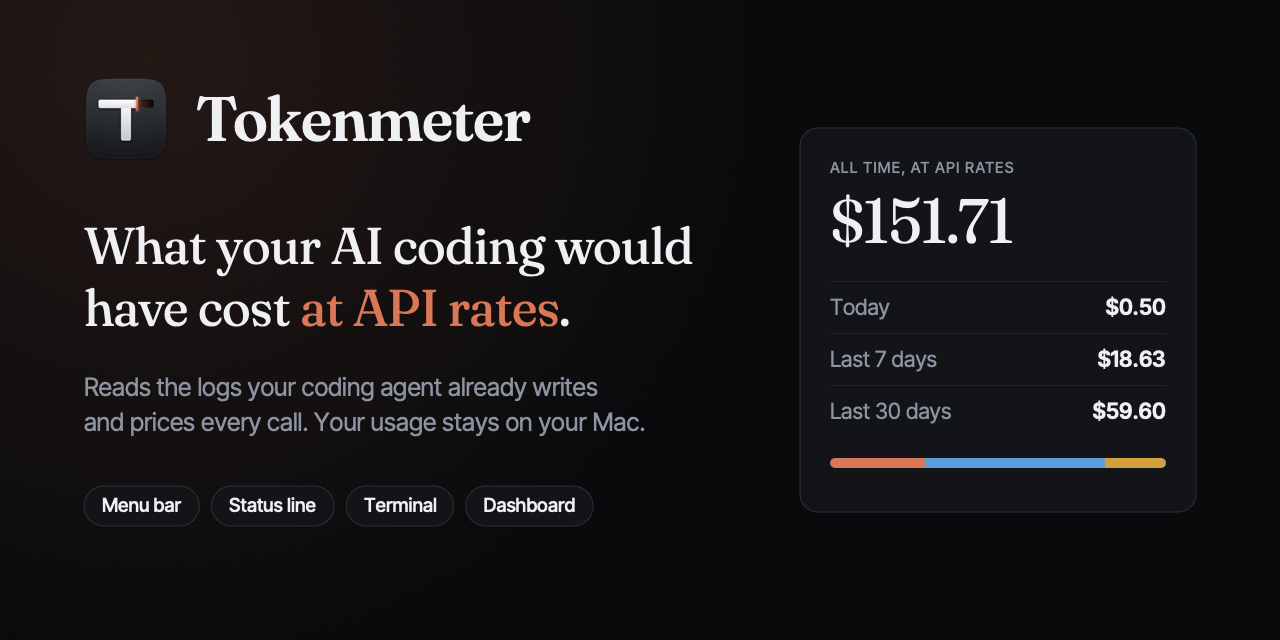 Tokenmeter
What your AI coding would
have cost at API rates.
Reads the logs your coding agent already writes
and prices every call. Your usage stays on your Mac.
Menu bar
Status line
Terminal
Dashboard
ALL TIME, AT API RATES
$151.71
Today $0.50
Last 7 days $18.63
Last 30 days $59.60